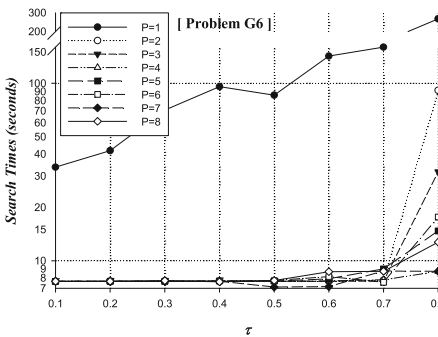 [ Problem G6 ]
P=1
P=2
P=3
P=4
P=5
P=6
P=7
P=8
Search Times (seconds)
300
200
150
100
90
80
70
60
50
40
30
20
10
9
8
7
0.1 0.2 0.3 0.4 0.5 0.6 0.7 0.
τ